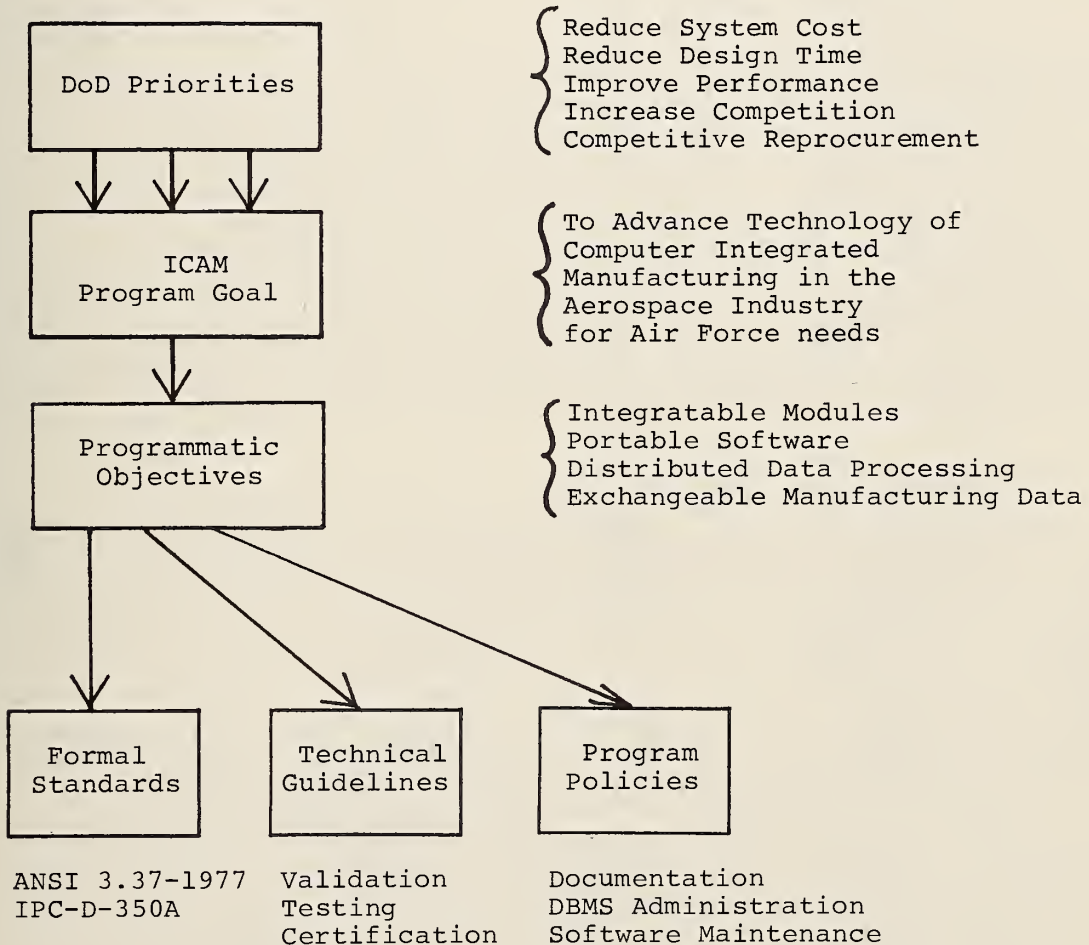 DoD Priorities
Reduce System Cost
Reduce Design Time
Improve Performance
Increase Competition
Competitive Reprocurement
ICAM
Program Goal
To Advance Technology of
Computer Integrated
Manufacturing in the
Aerospace Industry
for Air Force needs
Programmatic
Objectives
Integratable Modules
Portable Software
Distributed Data Processing
Exchangeable Manufacturing Data
Formal
Standards
Technical
Guidelines
Program
Policies
ANSI 3.37-1977
IPC-D-350A
Validation
Testing
Certification
Documentation
DBMS Administration
Software Maintenance